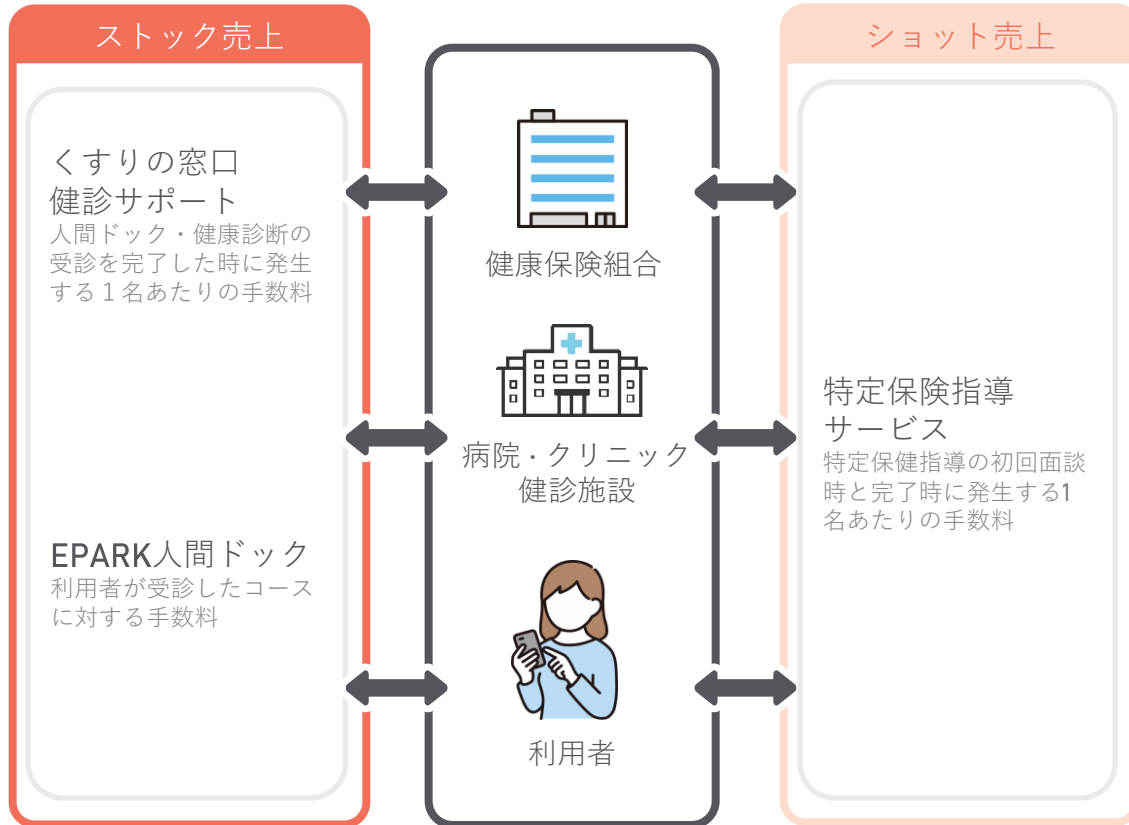 ストック売上
くすりの窓口
健診サポート
人間ドック・健康診断の
受診を完了した時に発生
する1名あたりの手数料
EPARK人間ドック
利用者が受診したコース
に対する手数料
健康保険組合
病院・クリニック
健診施設
利用者
ショット売上
特定保険指導
サービス
特定保健指導の初回面談
時と完了時に発生する1
名あたりの手数料